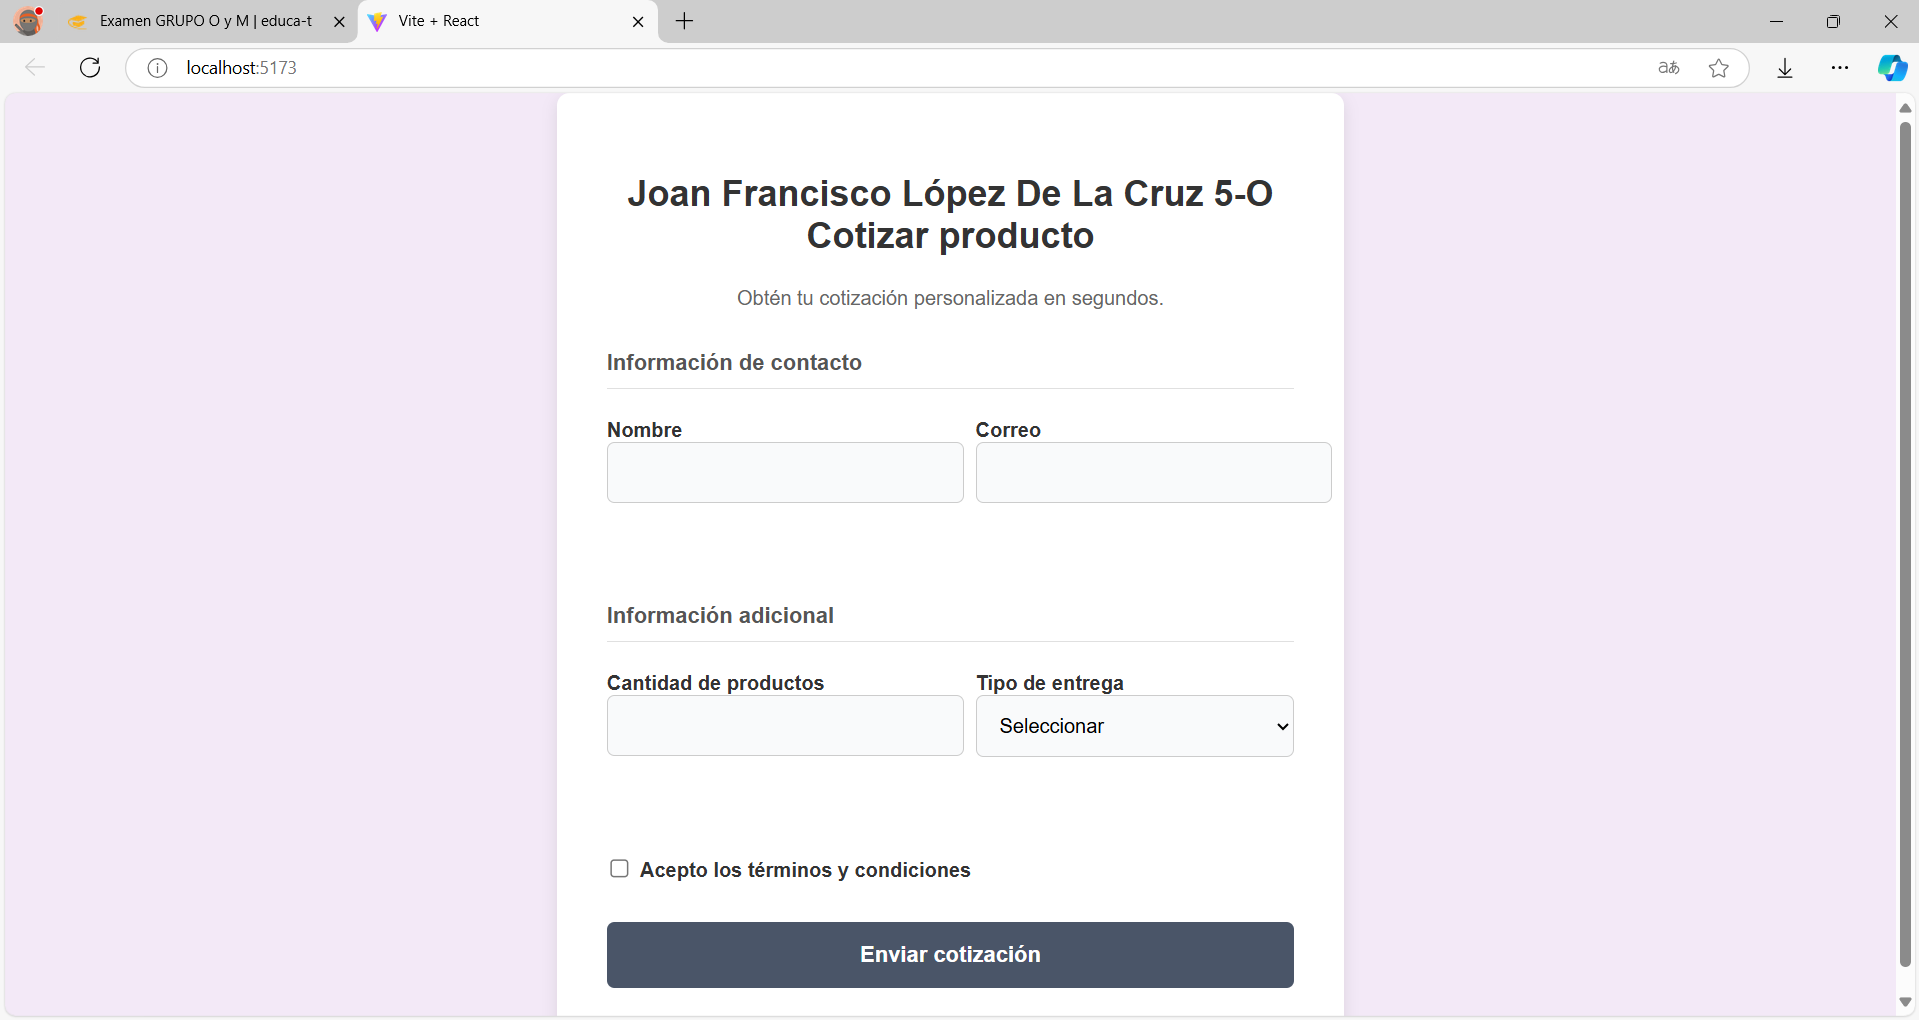 Examen GRUPO O y M | educa-t
Vite + React
localhost:5173
aあ
Joan Francisco López De La Cruz 5-O
Cotizar producto
Obtén tu cotización personalizada en segundos.
Información de contacto
Nombre
Correo
Información adicional
Cantidad de productos
Tipo de entrega
Seleccionar
Acepto los términos y condiciones
Enviar cotización